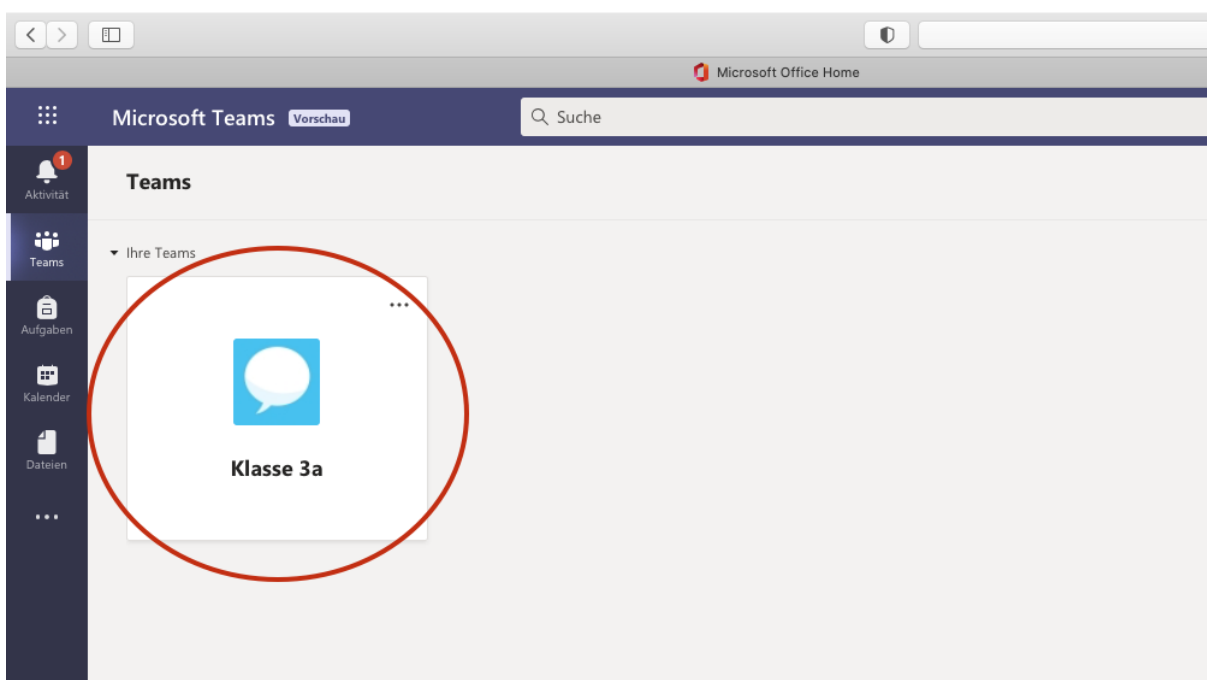 Microsoft Office Home
Microsoft Teams Vorschau
Suche
1
Aktivität
Teams
Teams
Ihre Teams
Aufgaben
Kalender
Dateien
Klasse 3a